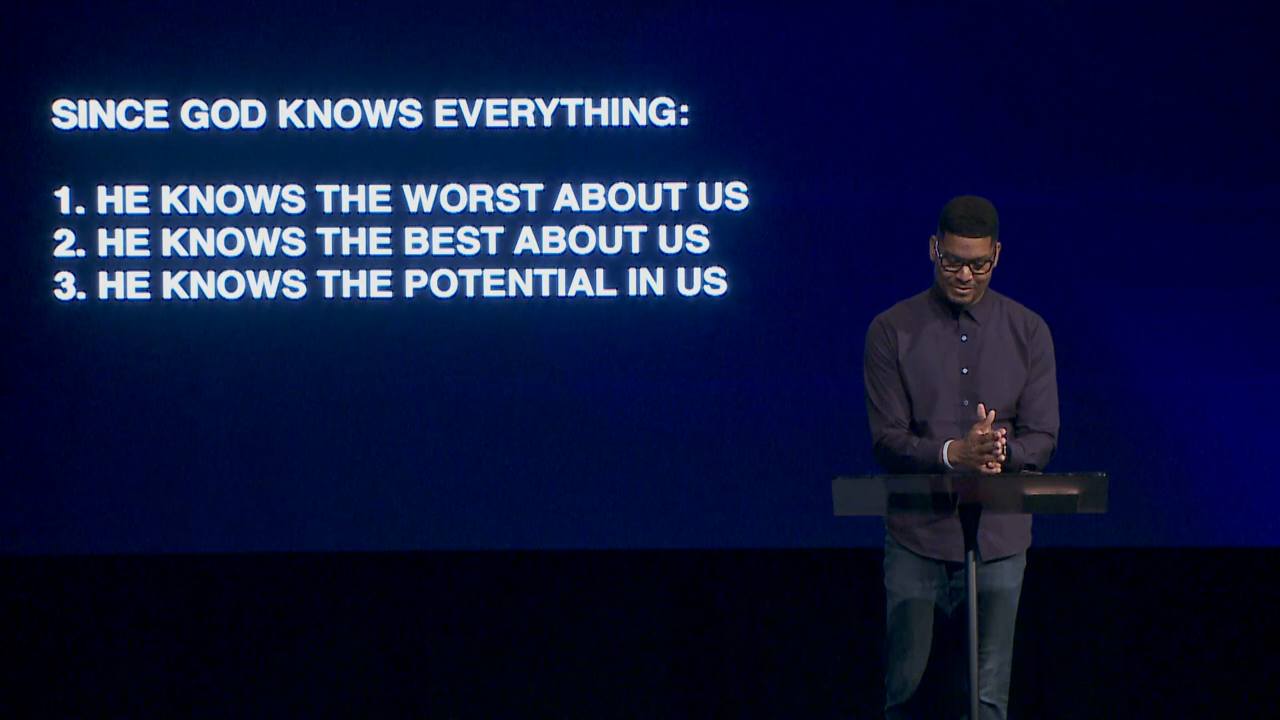 SINCE GOD KNOWS EVERYTHING:
1. HE KNOWS THE WORST ABOUT US
2. HE KNOWS THE BEST ABOUT US
3. HE KNOWS THE POTENTIAL IN US